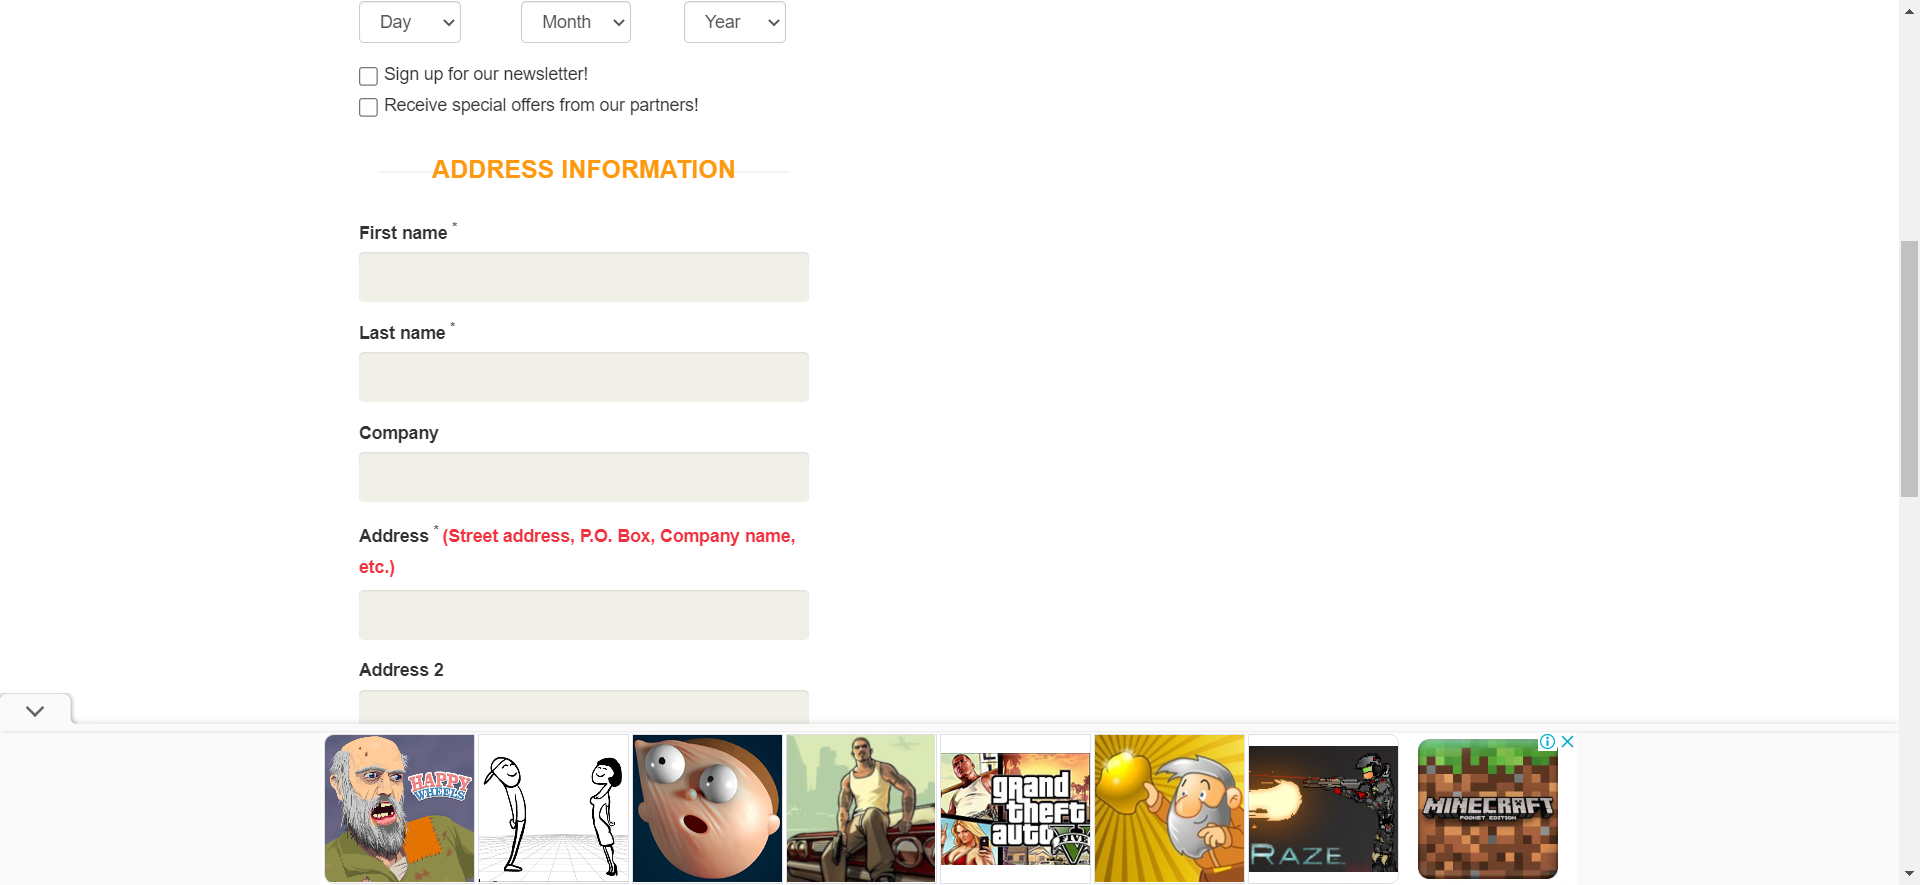 Day Month Year
Sign up for our newsletter!
Receive special offers from our partners!
ADDRESS INFORMATION
First name *
Last name *
Company
Address * (Street address, P.O. Box, Company name,
etc.)
Address 2
HAPPY
WHEELS
grand
theft
auto
FIVE
RAZE
MINECRAFT
POCKET EDITION